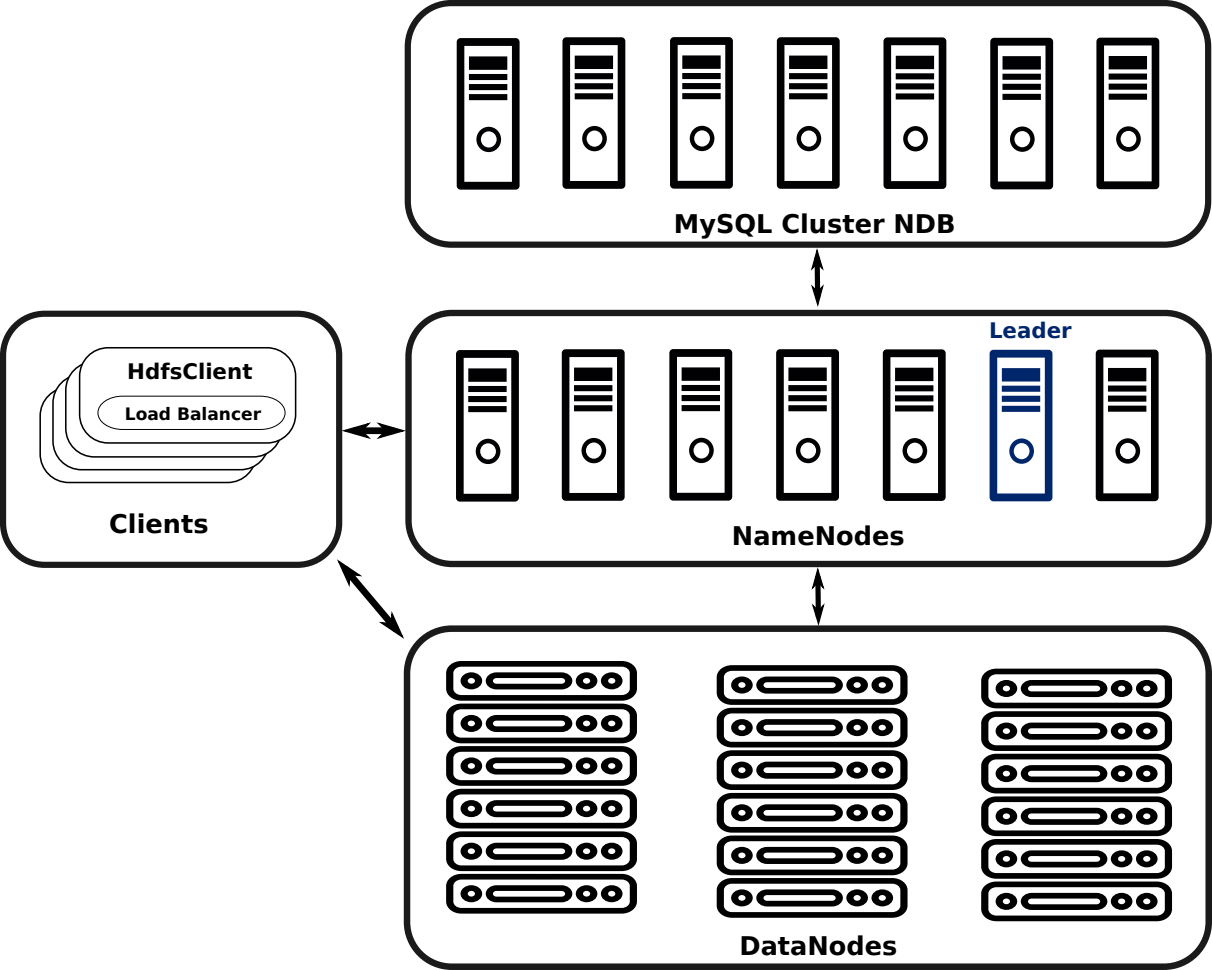 MySQL Cluster NDB
Leader
HdfsClient
Load Balancer
Clients
NameNodes
DataNodes